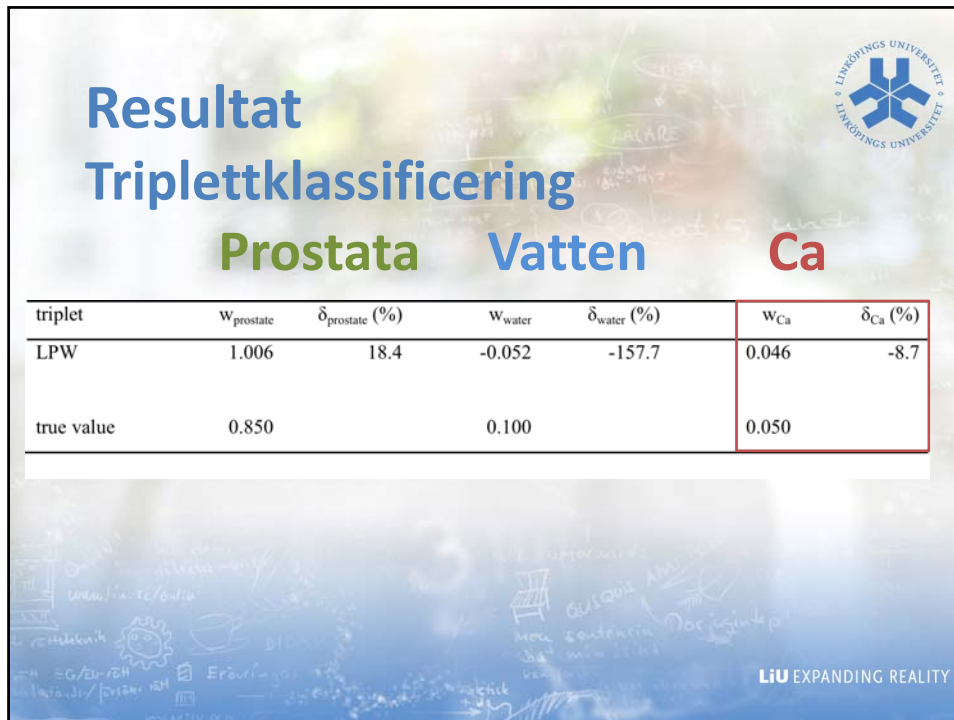 LINKÖPINGS UNIVERSITET
LINKÖPINGS UNIVERSITET
Resultat
Triplettklassificering
Prostata Vatten Ca
triplet w_prostate δ_prostate (%) w_water δ_water (%) w_Ca δ_Ca (%)
LPW 1.006 18.4 -0.052 -157.7 0.046 -8.7
true value 0.850 0.100 0.050
LiU EXPANDING REALITY